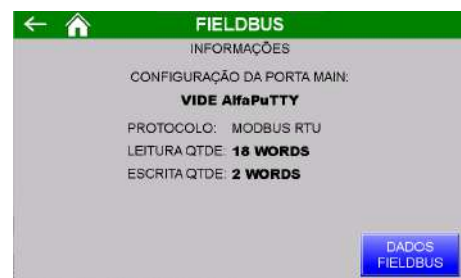 FIELDBUS
INFORMAÇÕES
CONFIGURAÇÃO DA PORTA MAIN:
VIDE AlfaPuTTY
PROTOCOLO: MODBUS RTU
LEITURA QTDE: 18 WORDS
ESCRITA QTDE: 2 WORDS
DADOS
FIELDBUS